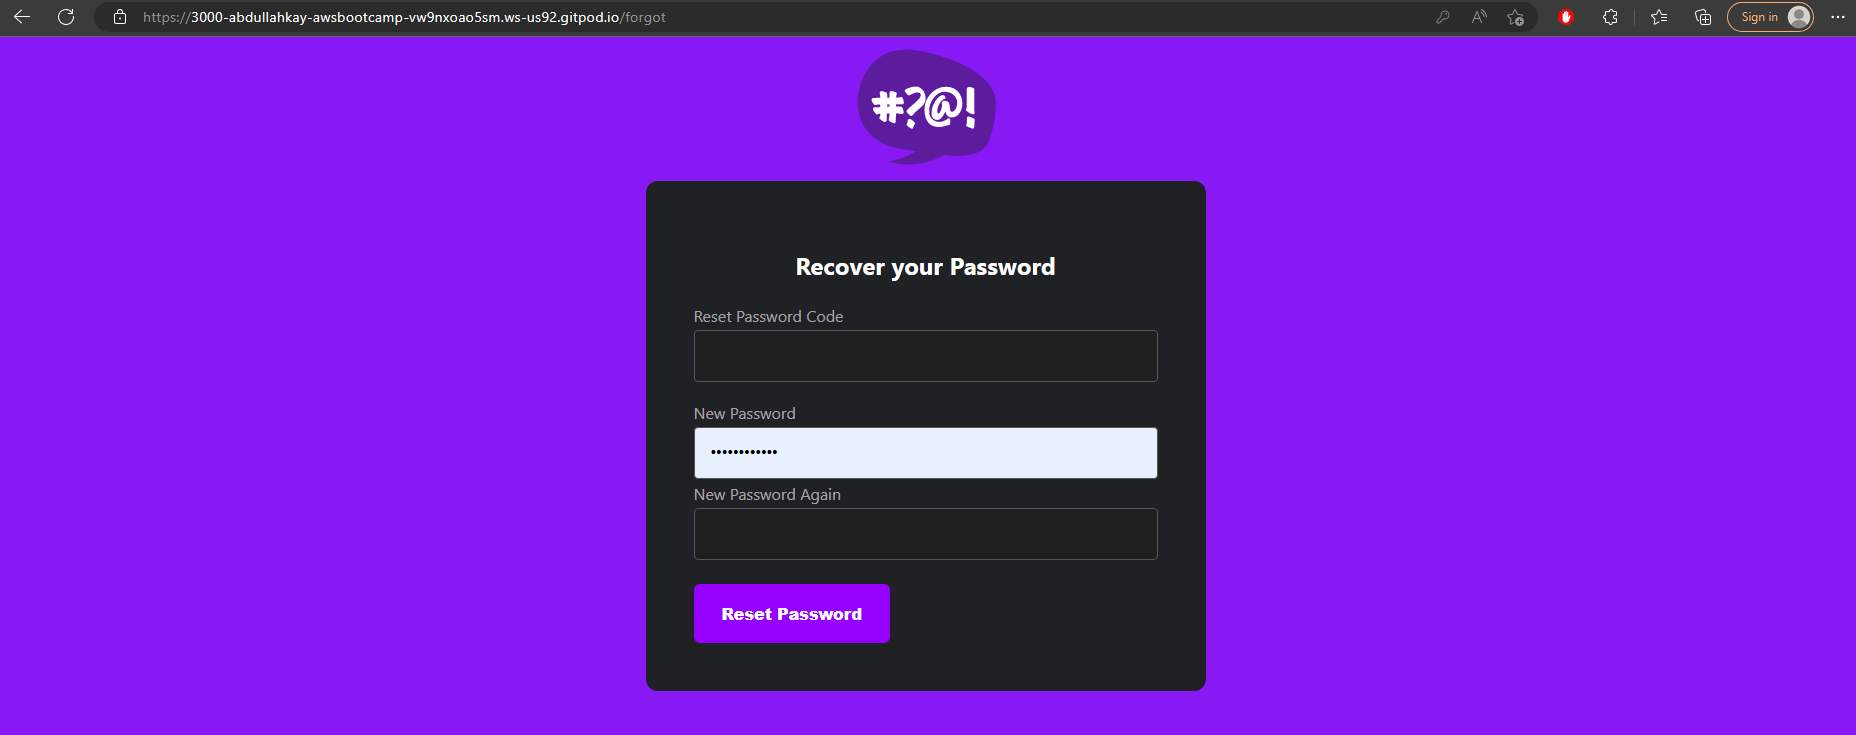 https://3000-abdullahkay-awsbootcamp-vw9nxoao5sm.ws-us92.gitpod.io/forgot
Sign in
#?@!
Recover your Password
Reset Password Code
New Password
••••••••••••
New Password Again
Reset Password